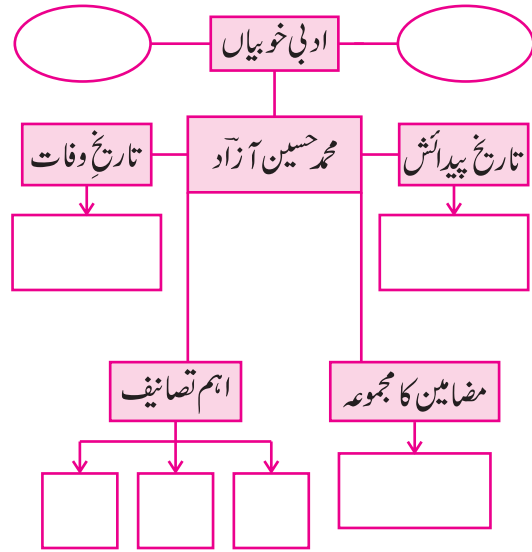 ادبی خوبیاں
محمد حسین آزادؔ
تاریخ پیدائش
تاریخِ وفات
مضامین کا مجموعہ
اہم تصانیف